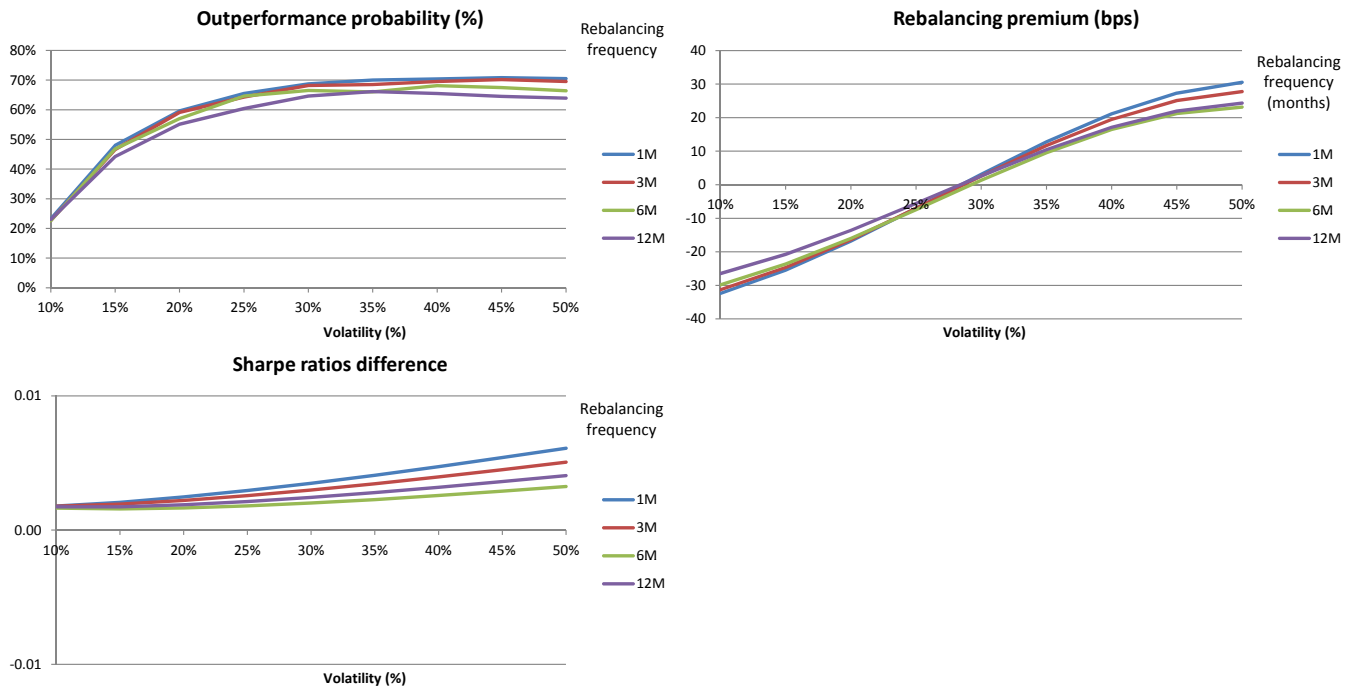 Outperformance probability (%)
Rebalancing
frequency
80%
70%
60%
50%
40%
30%
20%
10%
0%
10% 15% 20% 25% 30% 35% 40% 45% 50%
Volatility (%)
1M
3M
6M
12M
Rebalancing premium (bps)
Rebalancing
frequency
(months)
40
30
20
10
0
-10
-20
-30
-40
10% 15% 20% 25% 30% 35% 40% 45% 50%
Volatility (%)
1M
3M
6M
12M
Sharpe ratios difference
Rebalancing
frequency
0.01
0.00
-0.01
10% 15% 20% 25% 30% 35% 40% 45% 50%
Volatility (%)
1M
3M
6M
12M